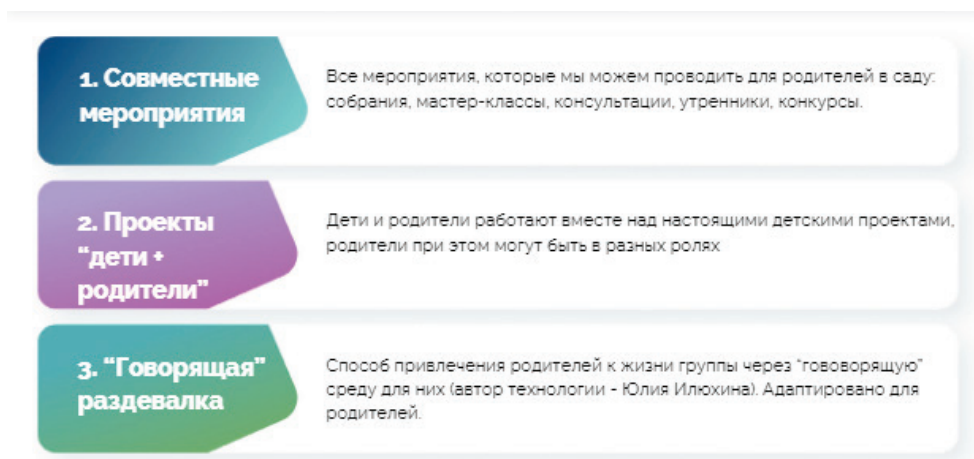 1. Совместные
мероприятия
Все мероприятия, которые мы можем проводить для родителей в саду:
собрания, мастер-классы, консультации, утренники, конкурсы.
2. Проекты
“дети +
родители”
Дети и родители работают вместе над настоящими детскими проектами,
родители при этом могут быть в разных ролях
3. “Говорящая”
раздевалка
Способ привлечения родителей к жизни группы через “гововорящую”
среду для них (автор технологии - Юлия Илюхина). Адаптировано для
родителей.